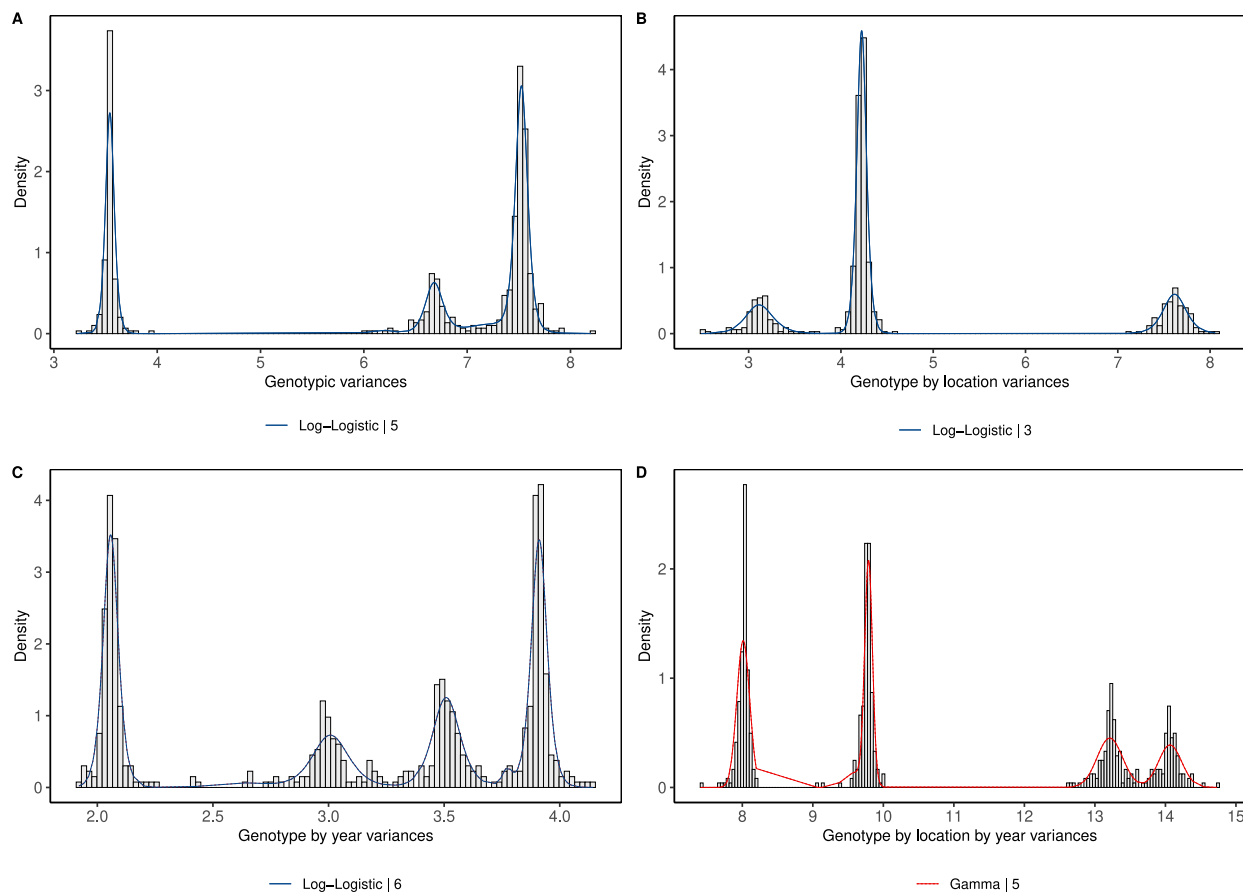 A
Density
3
2
1
0
3 4 5 6 7 8
Genotypic variances
Log−Logistic | 5
B
Density
4
3
2
1
0
3 4 5 6 7 8
Genotype by location variances
Log−Logistic | 3
C
Density
4
3
2
1
0
2.0 2.5 3.0 3.5 4.0
Genotype by year variances
Log−Logistic | 6
D
Density
2
1
0
8 9 10 11 12 13 14 15
Genotype by location by year variances
Gamma | 5